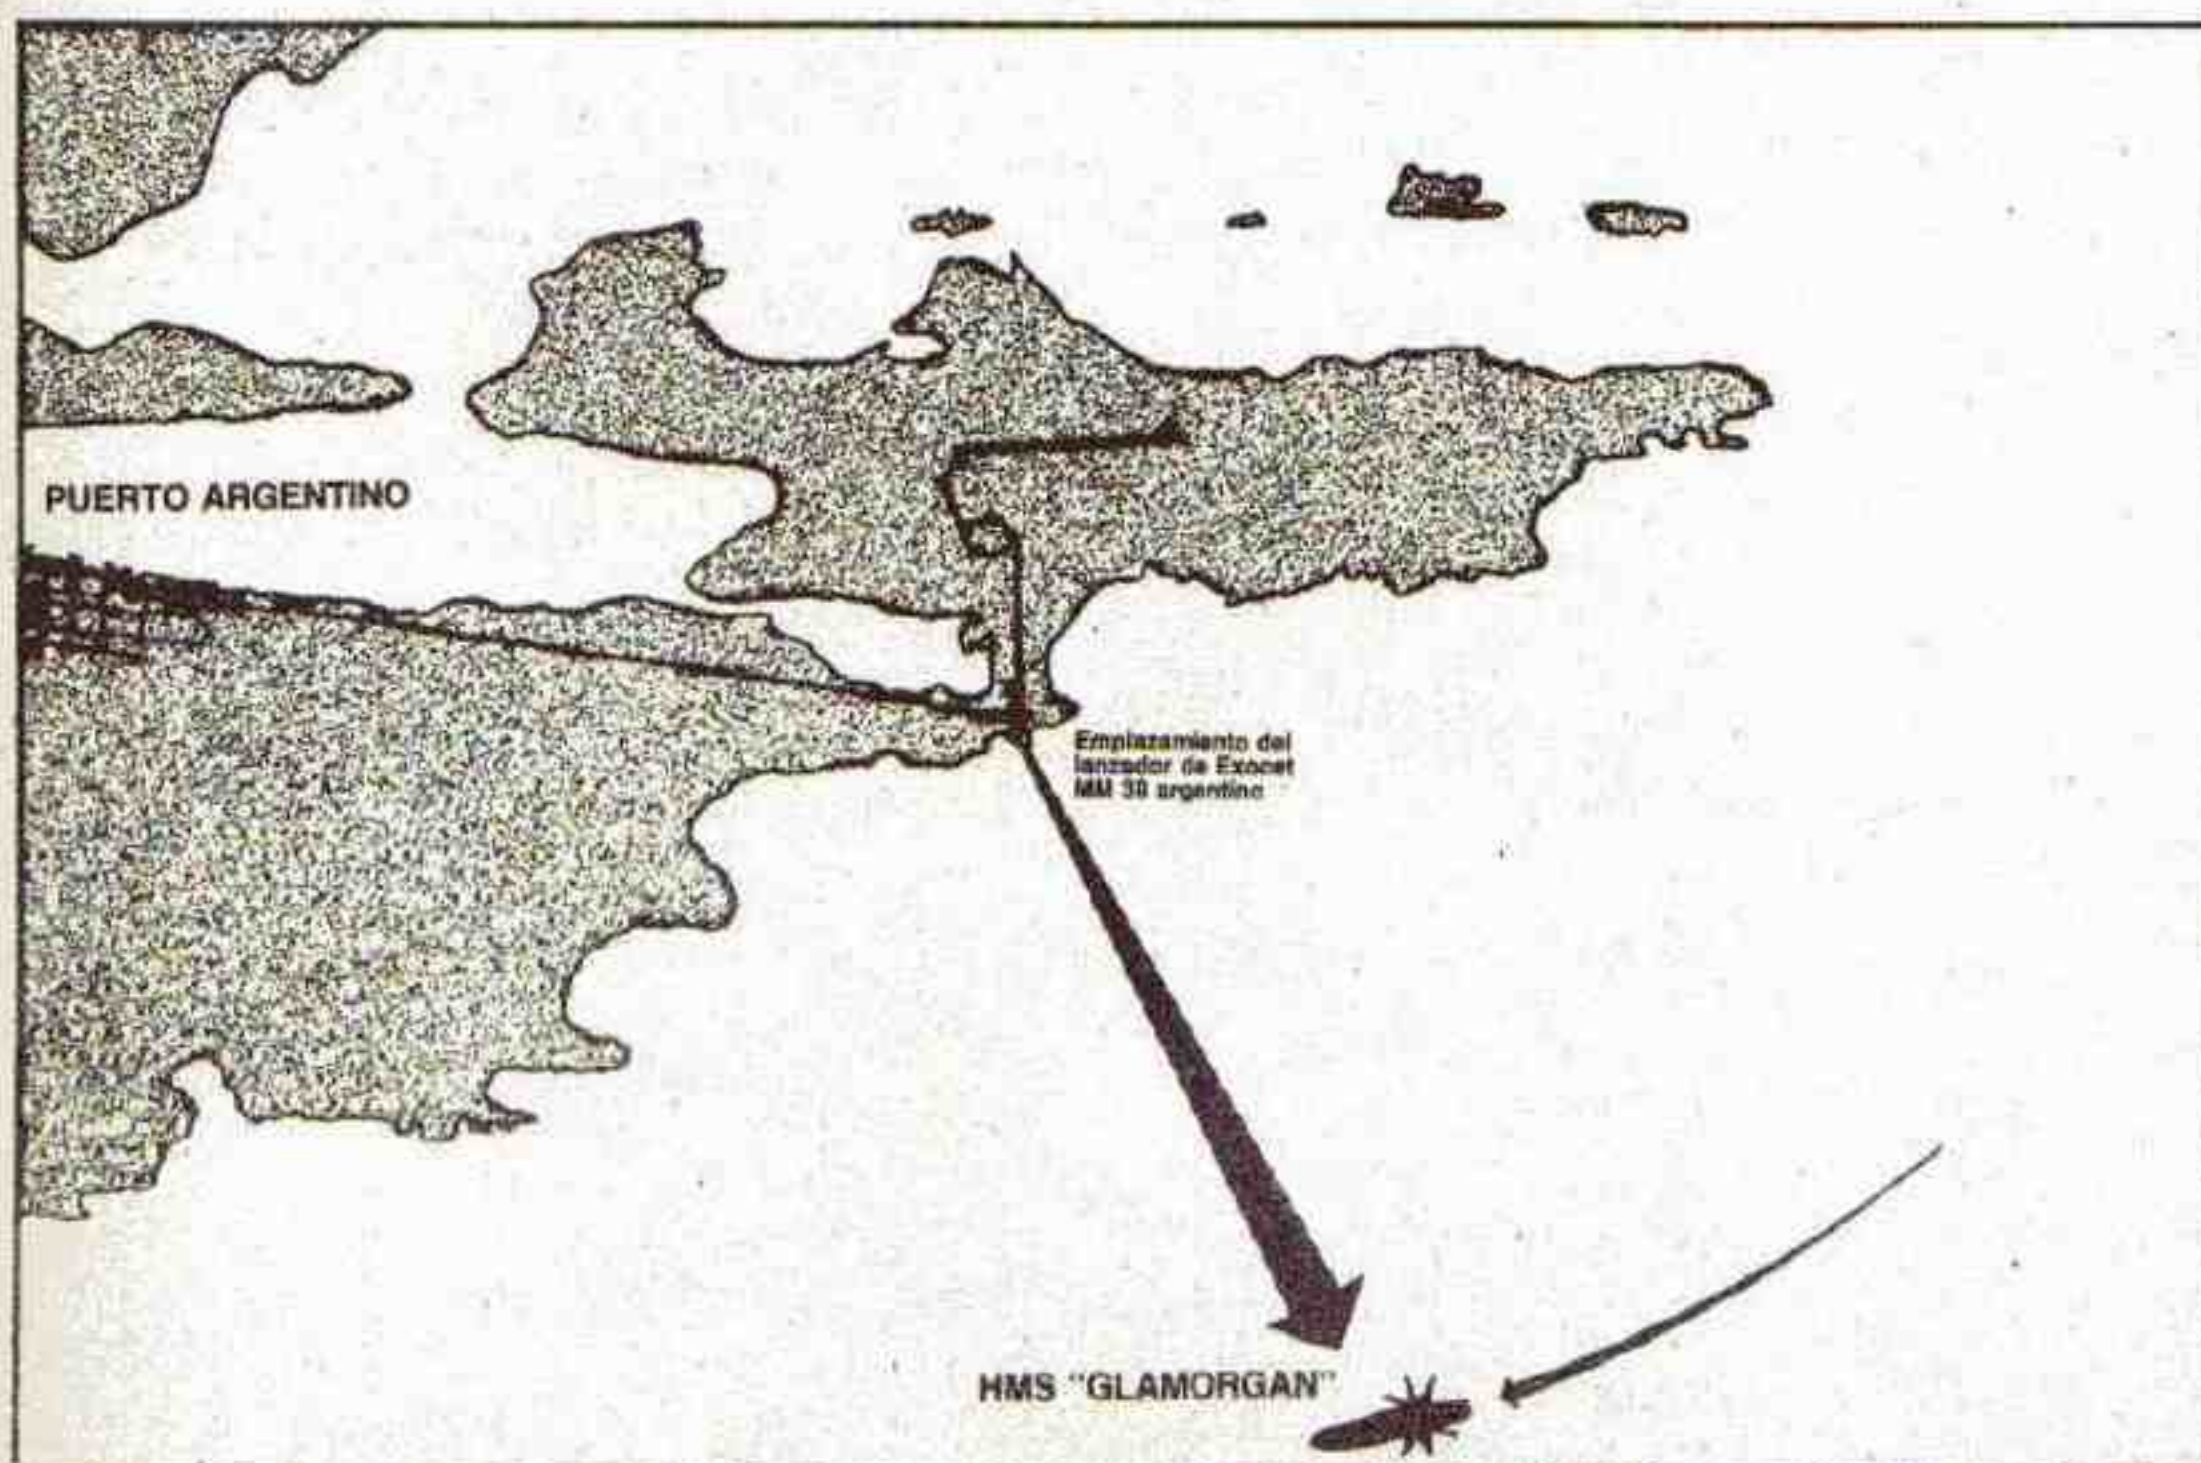 PUERTO ARGENTINO
Emplazamiento del
lanzador de Exocet
MM 38 argentino
HMS "GLAMORGAN"